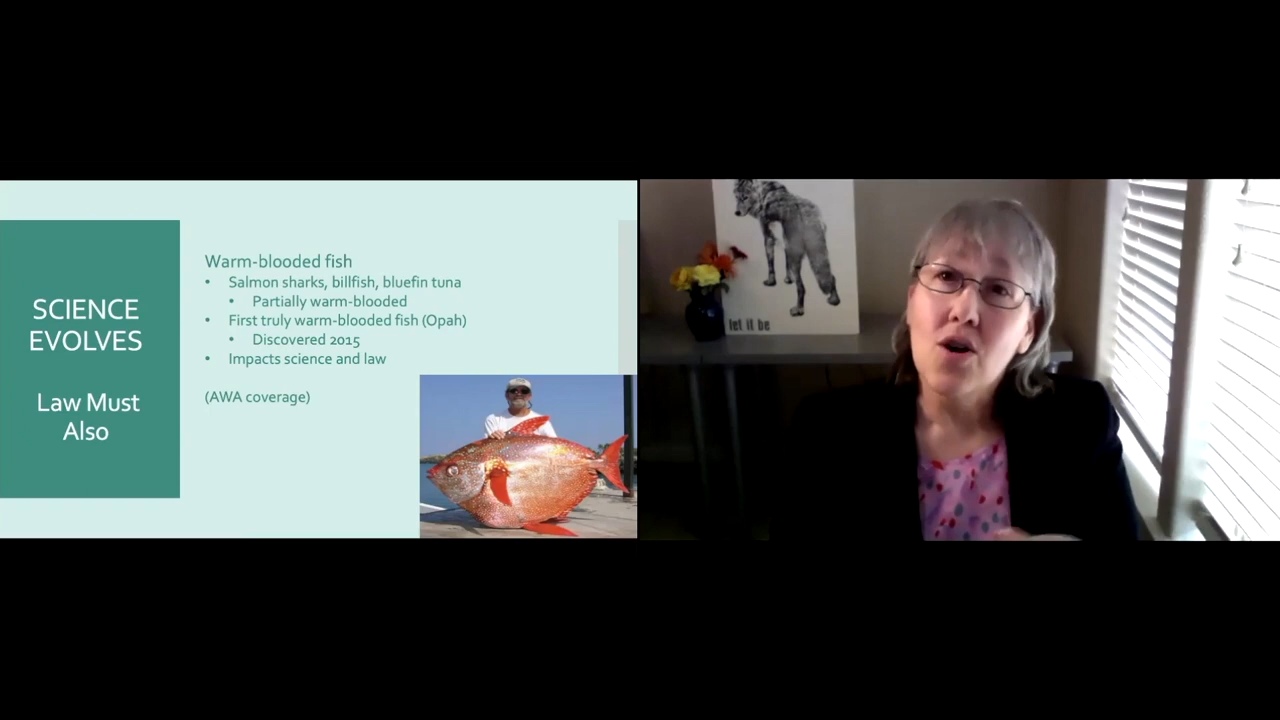 SCIENCE
EVOLVES
Law Must
Also
Warm-blooded fish
• Salmon sharks, billfish, bluefin tuna
• Partially warm-blooded
• First truly warm-blooded fish (Opah)
• Discovered 2015
• Impacts science and law
(AWA coverage)
let it be